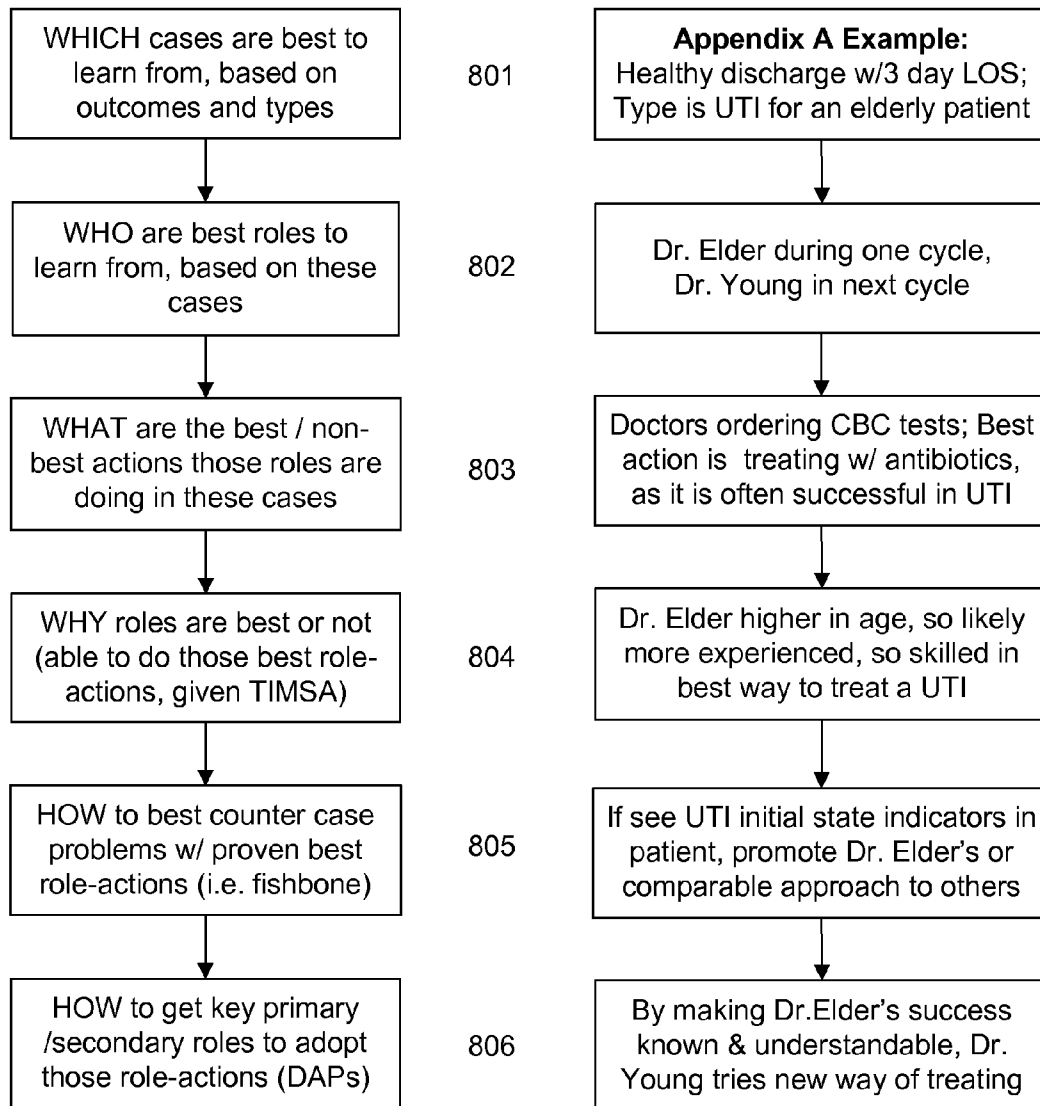 WHICH cases are best to
learn from, based on
outcomes and types
801
Appendix A Example:
Healthy discharge w/3 day LOS;
Type is UTI for an elderly patient
WHO are best roles to
learn from, based on these
cases
802
Dr. Elder during one cycle,
Dr. Young in next cycle
WHAT are the best / non-
best actions those roles are
doing in these cases
803
Doctors ordering CBC tests; Best
action is treating w/ antibiotics,
as it is often successful in UTI
WHY roles are best or not
(able to do those best role-
actions, given TIMSA)
804
Dr. Elder higher in age, so likely
more experienced, so skilled in
best way to treat a UTI
HOW to best counter case
problems w/ proven best
role-actions (i.e. fishbone)
805
If see UTI initial state indicators in
patient, promote Dr. Elder's or
comparable approach to others
HOW to get key primary
/secondary roles to adopt
those role-actions (DAPs)
806
By making Dr.Elder's success
known & understandable, Dr.
Young tries new way of treating